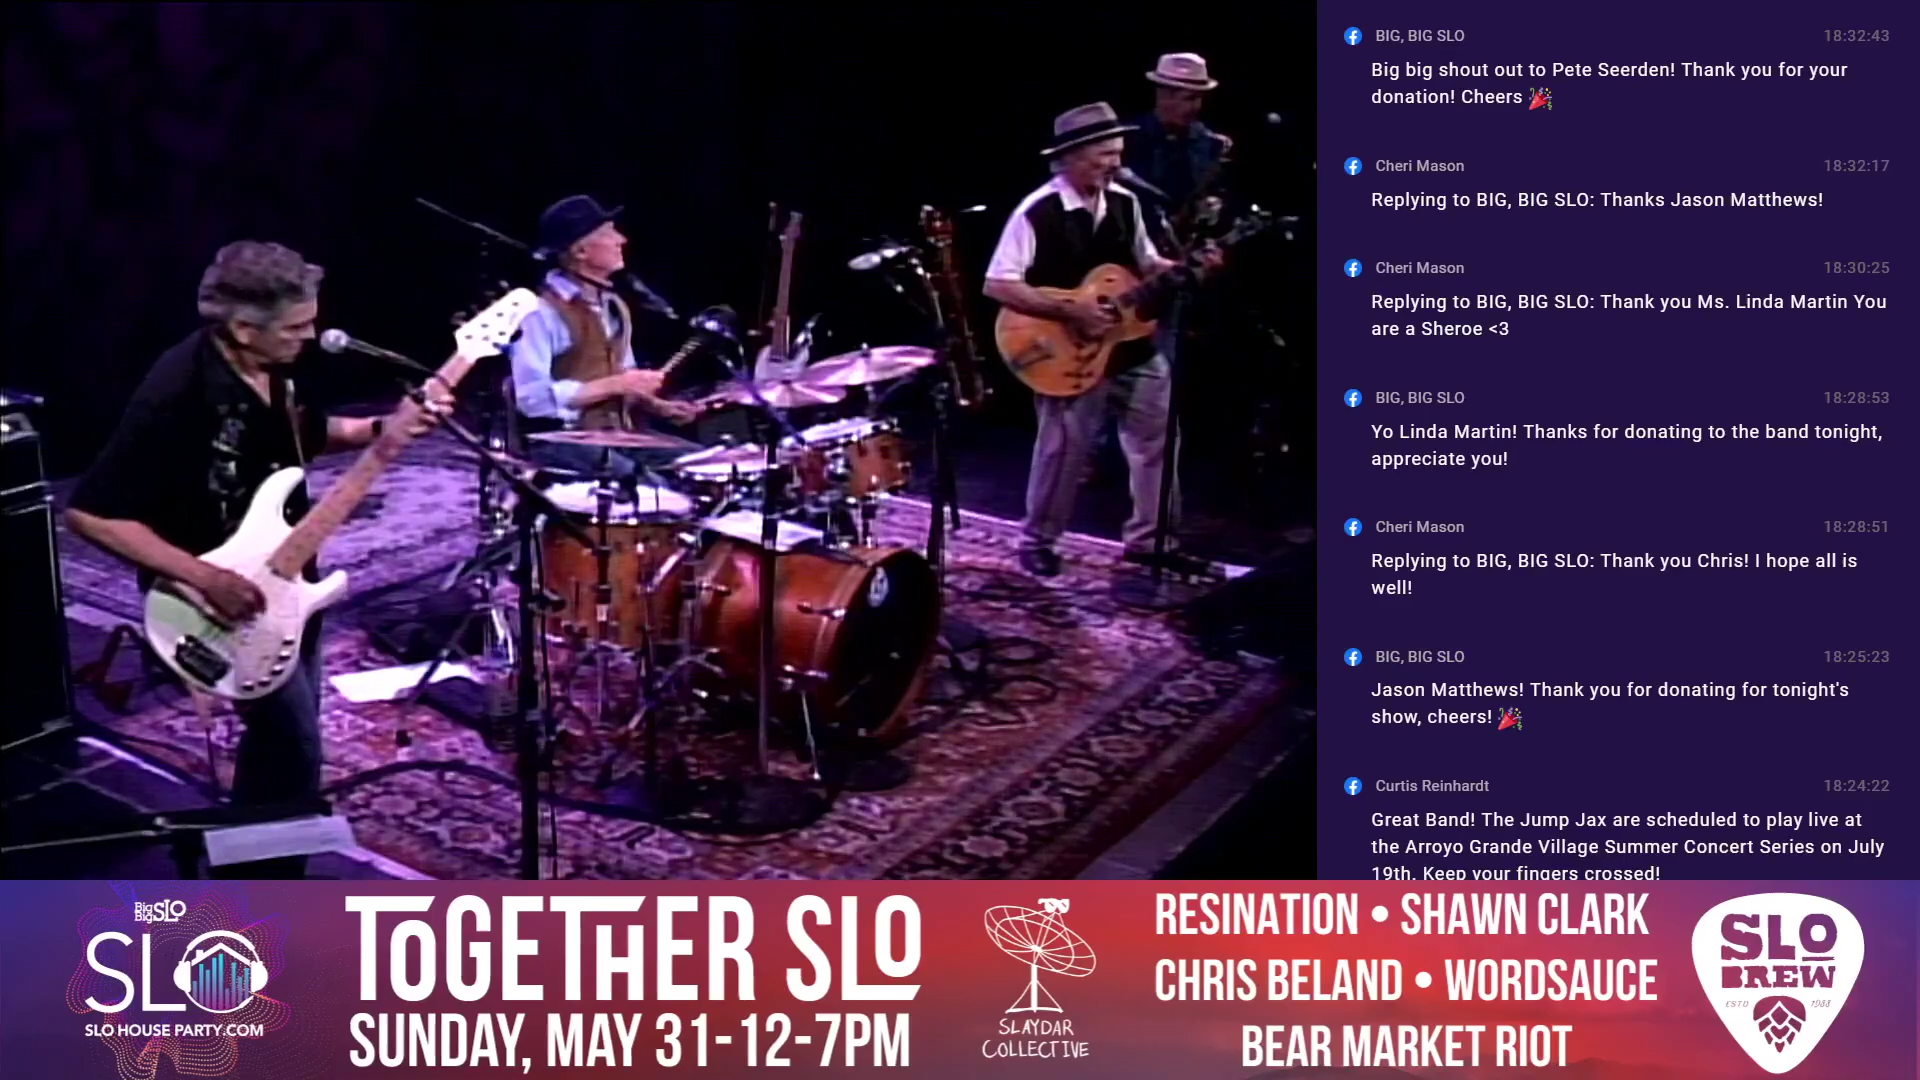 BIG, BIG SLO 18:32:43
Big big shout out to Pete Seerden! Thank you for your
donation! Cheers 🎉
Cheri Mason 18:32:17
Replying to BIG, BIG SLO: Thanks Jason Matthews!
Cheri Mason 18:30:25
Replying to BIG, BIG SLO: Thank you Ms. Linda Martin You
are a Sheroe <3
BIG, BIG SLO 18:28:53
Yo Linda Martin! Thanks for donating to the band tonight,
appreciate you!
Cheri Mason 18:28:51
Replying to BIG, BIG SLO: Thank you Chris! I hope all is
well!
BIG, BIG SLO 18:25:23
Jason Matthews! Thank you for donating for tonight's
show, cheers! 🎉
Curtis Reinhardt 18:24:22
Great Band! The Jump Jax are scheduled to play live at
the Arroyo Grande Village Summer Concert Series on July
19th. Keep your fingers crossed!
Big Big SLO
SLO
SLO HOUSE PARTY.COM
TOGETHER SLO
SUNDAY, MAY 31-12-7PM
SLAYDAR
COLLECTIVE
RESINATION • SHAWN CLARK
CHRIS BELAND • WORDSAUCE
BEAR MARKET RIOT
SLO
BREW
ESTD 1988